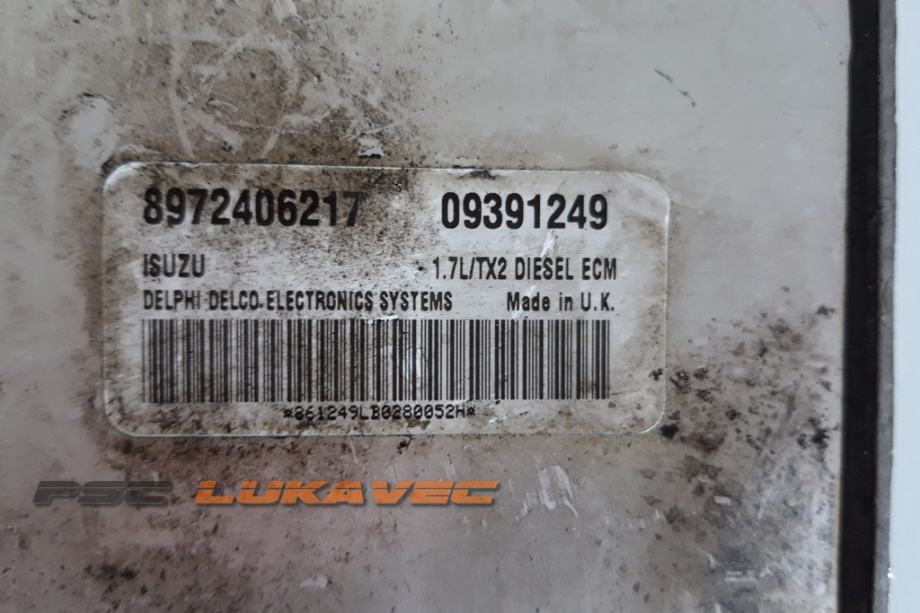 8972406217 09391249
ISUZU 1.7L/TX2 DIESEL ECM
DELPHI DELCO ELECTRONICS SYSTEMS Made in U.K.
*861249LB0280052H*
PSC LUKAVEC